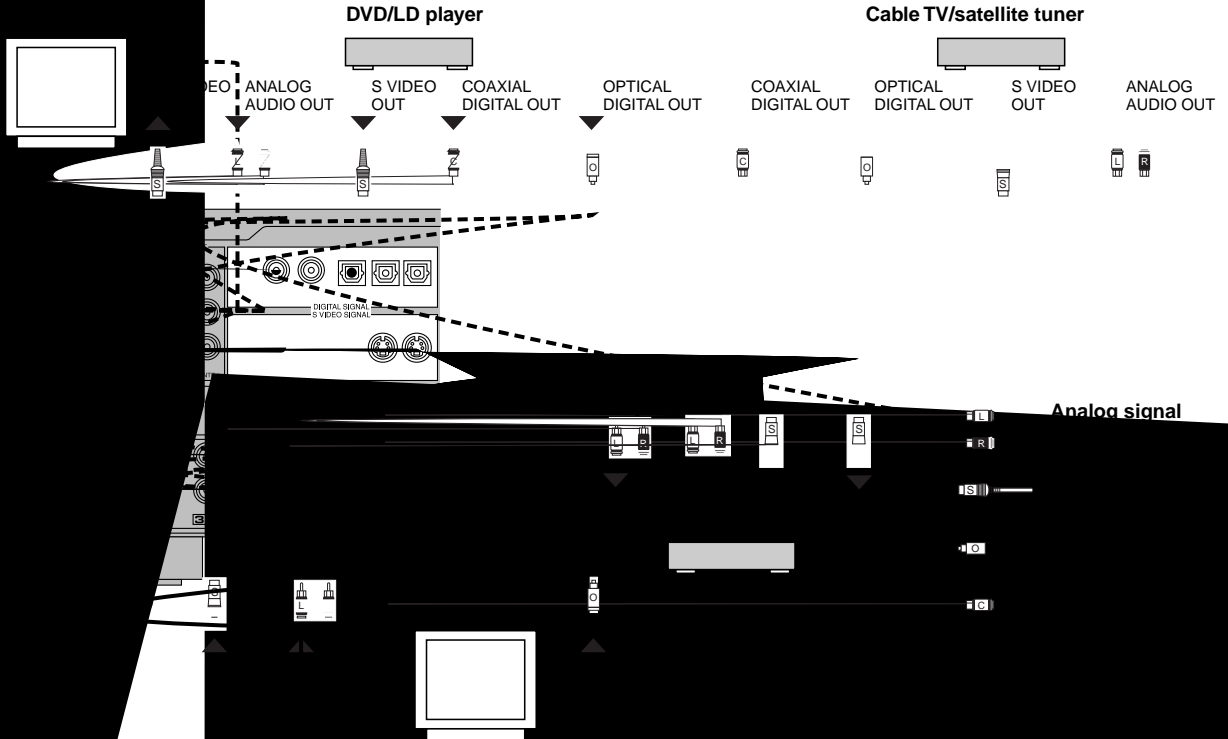 DVD/LD player
Cable TV/satellite tuner
ANALOG
AUDIO OUT
S VIDEO
OUT
COAXIAL
DIGITAL OUT
OPTICAL
DIGITAL OUT
COAXIAL
DIGITAL OUT
OPTICAL
DIGITAL OUT
S VIDEO
OUT
ANALOG
AUDIO OUT
L
S
S
C
O
C
O
S
L
R
DIGITAL SIGNAL
S VIDEO SIGNAL
Analog signal
L
R
L
R
S
S
L
R
S
O
3
O
L
O
C